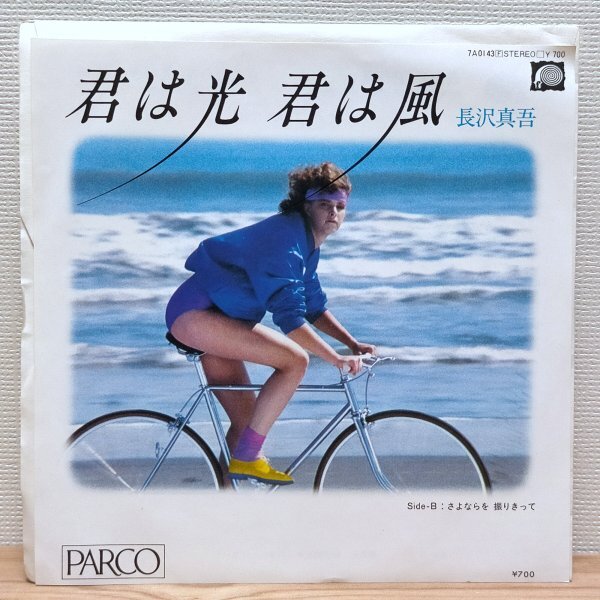 7A0143 STEREO ¥700
君は光 君は風
長沢真吾
Side-B：さよならを 撮りきって
PARCO
¥700